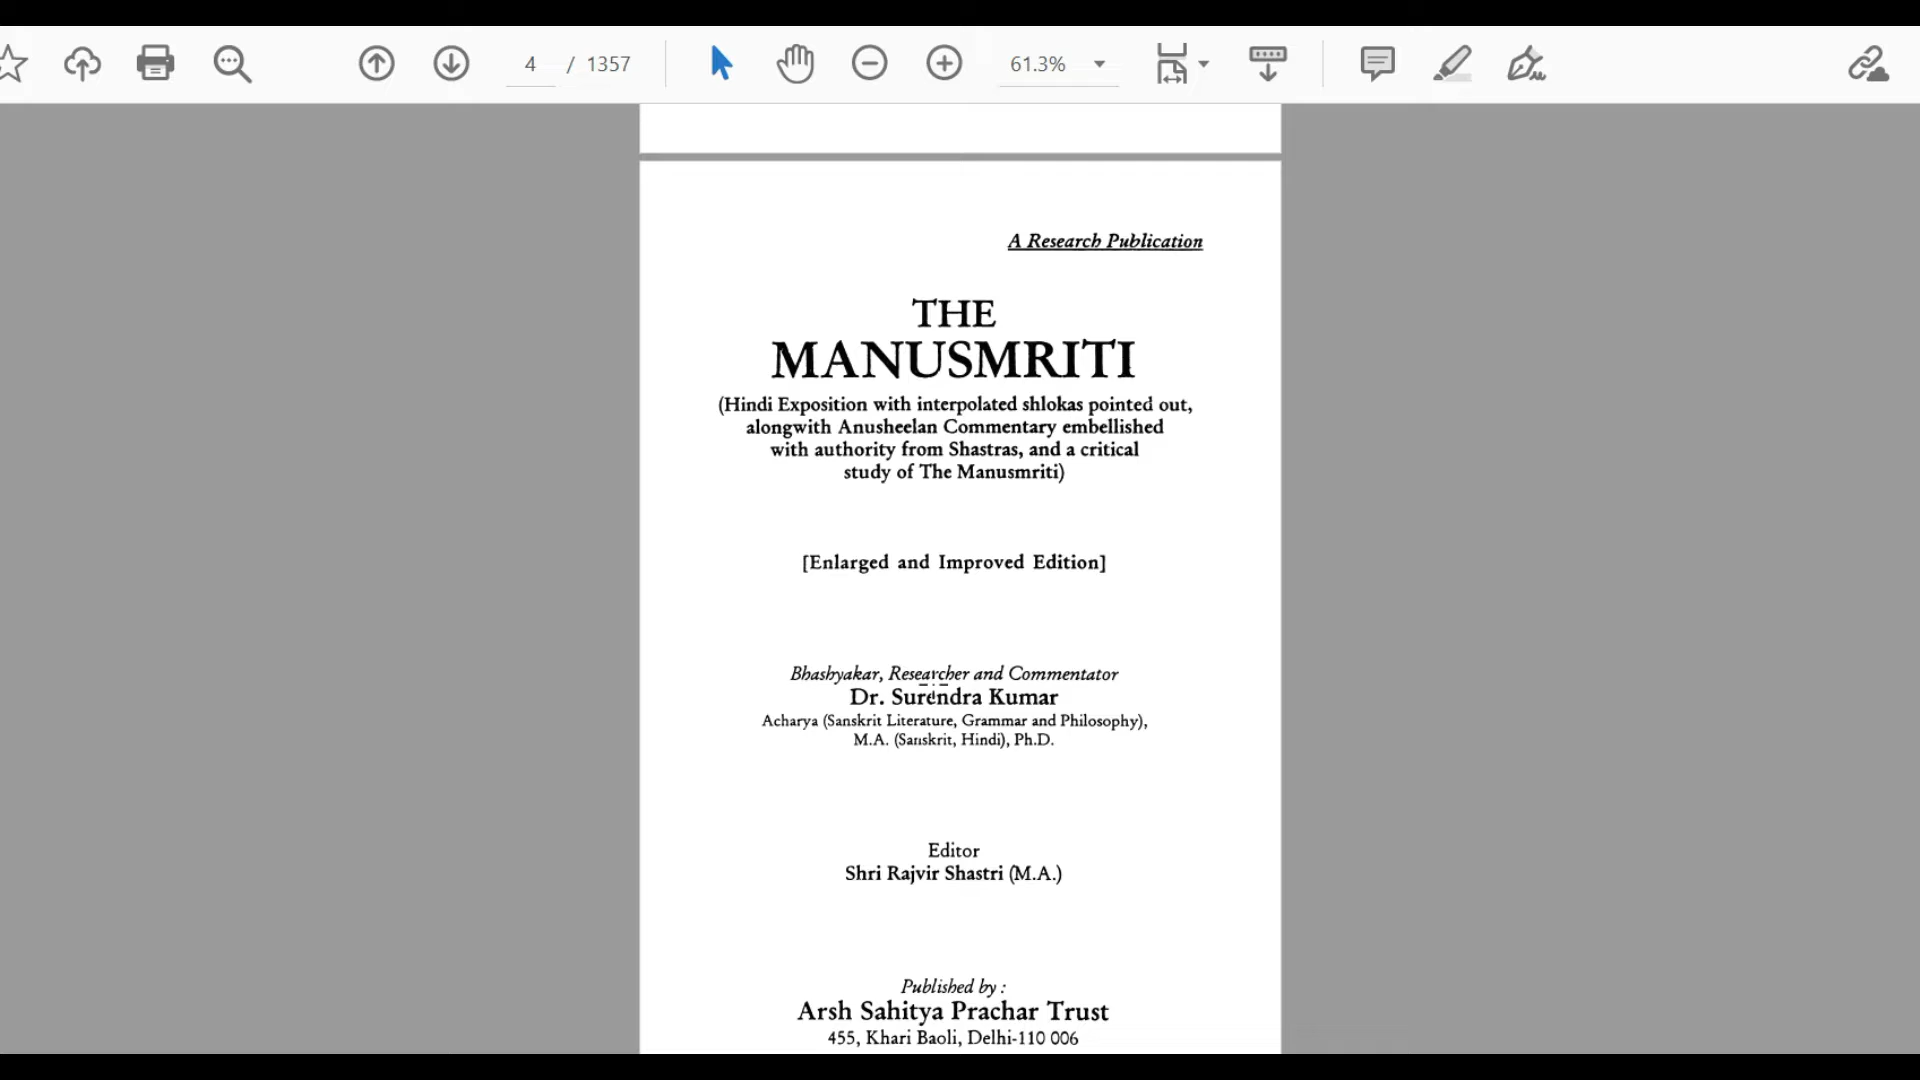 4 / 1357
61.3%
A Research Publication
THE
MANUSMRITI
(Hindi Exposition with interpolated shlokas pointed out,
alongwith Anusheelan Commentary embellished
with authority from Shastras, and a critical
study of The Manusmriti)
[Enlarged and Improved Edition]
Bhashyakar, Researcher and Commentator
Dr. Surendra Kumar
Acharya (Sanskrit Literature, Grammar and Philosophy),
M.A. (Sanskrit, Hindi), Ph.D.
Editor
Shri Rajvir Shastri (M.A.)
Published by :
Arsh Sahitya Prachar Trust
455, Khari Baoli, Delhi-110 006